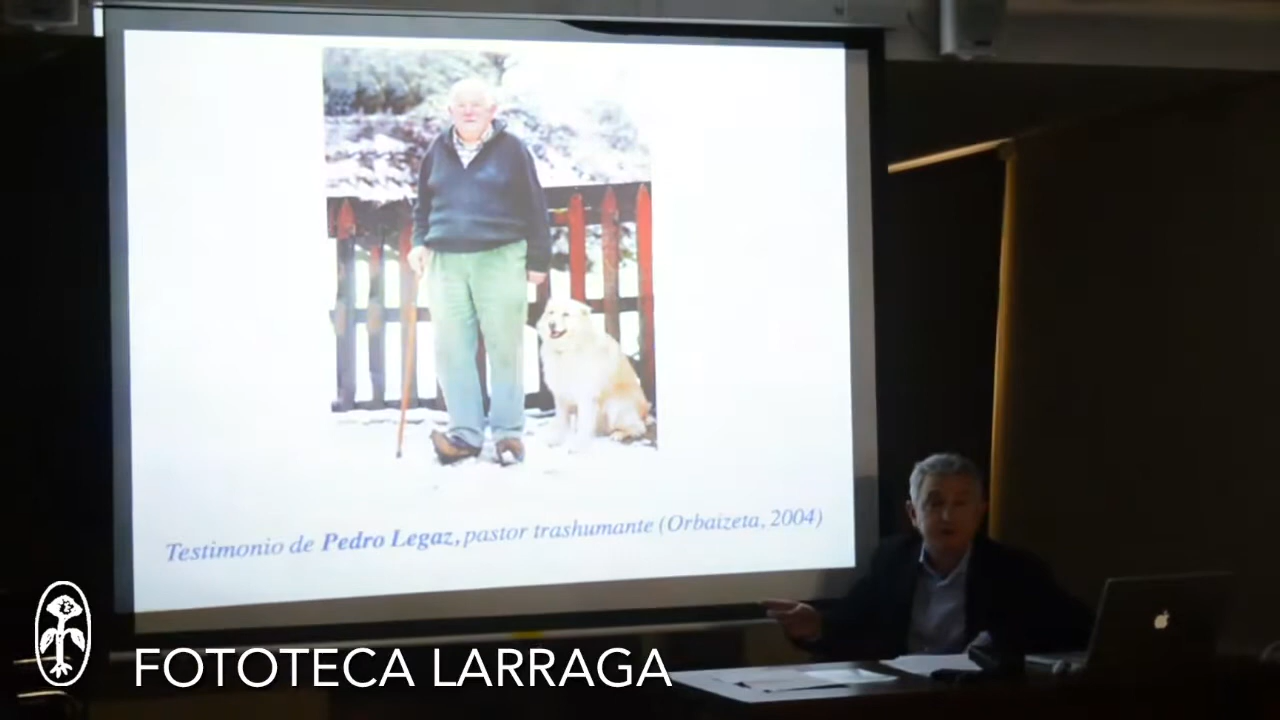 Testimonio de Pedro Legaz, pastor trashumante (Orbaizeta, 2004)
FOTOTECA LARRAGA